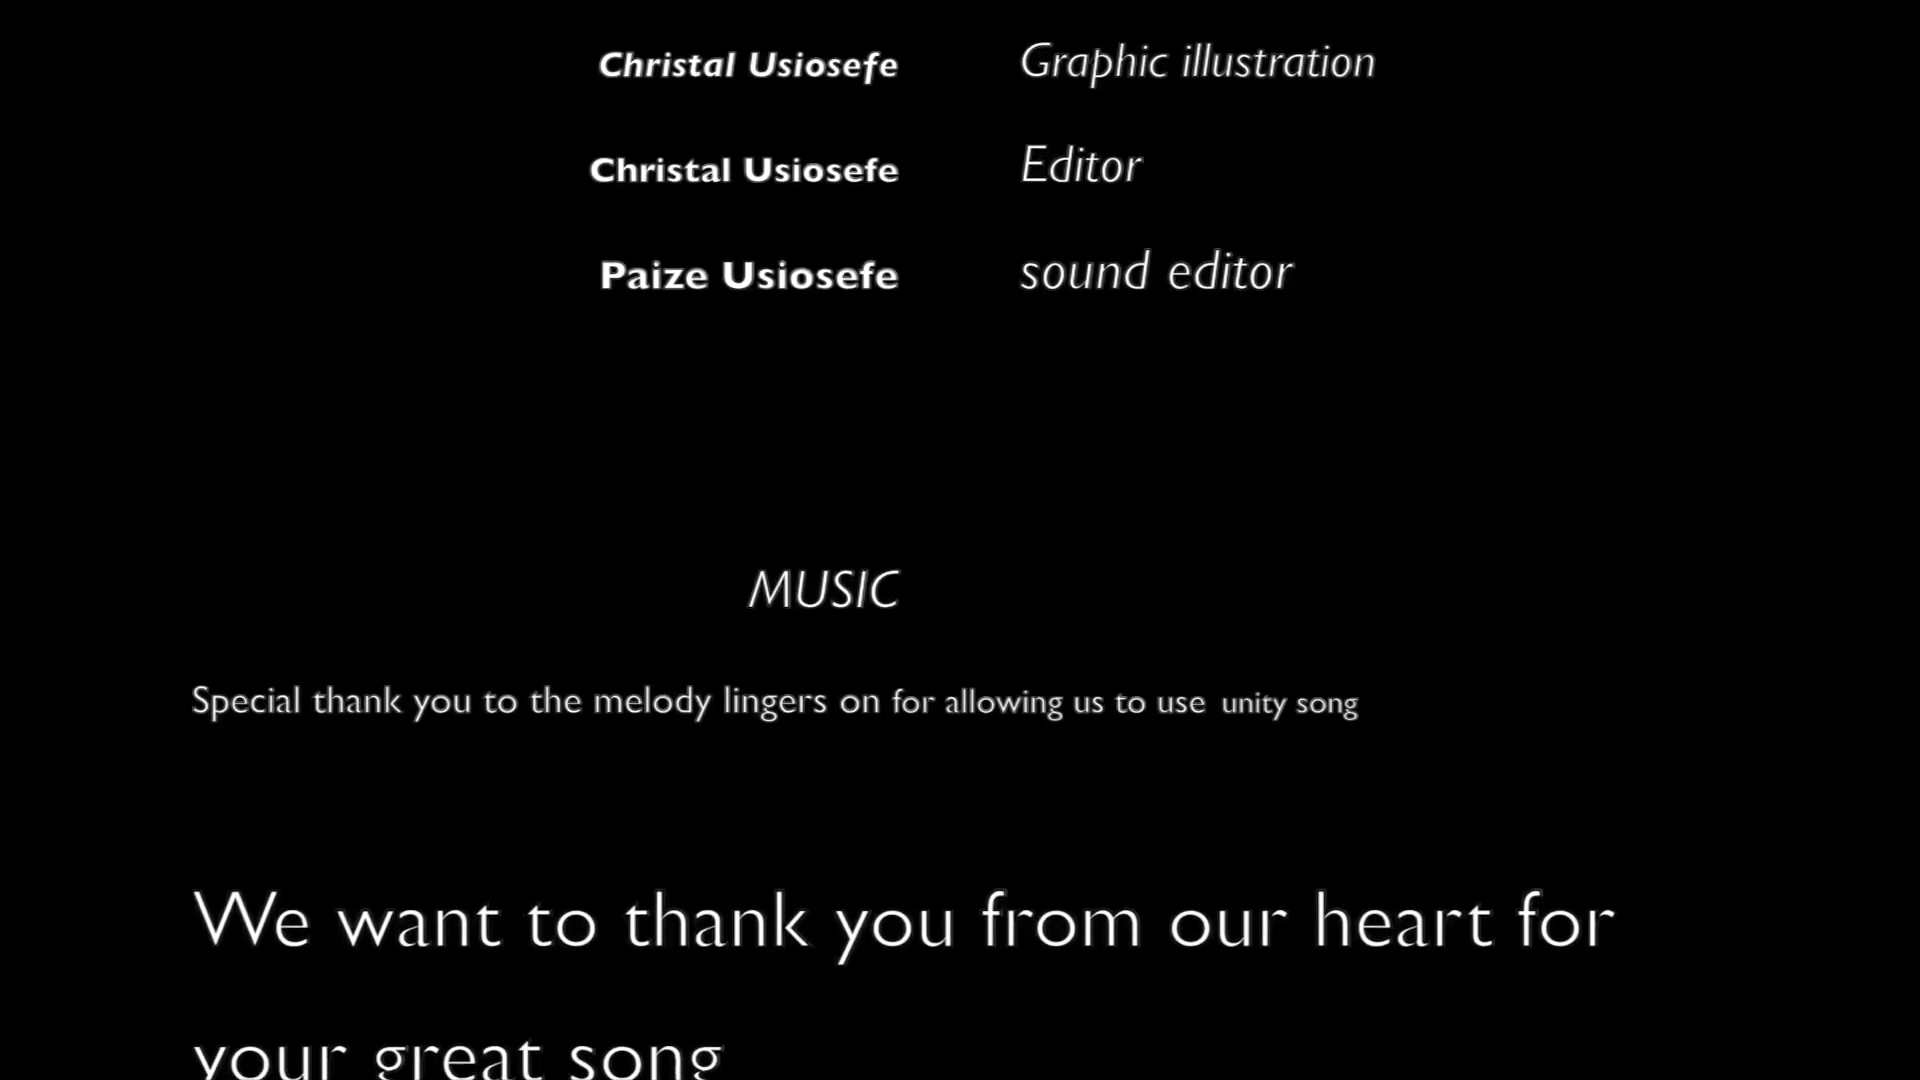 Christal Usiosefe Graphic illustration
Christal Usiosefe Editor
Paize Usiosefe sound editor
MUSIC
Special thank you to the melody lingers on for allowing us to use unity song
We want to thank you from our heart for
your great song